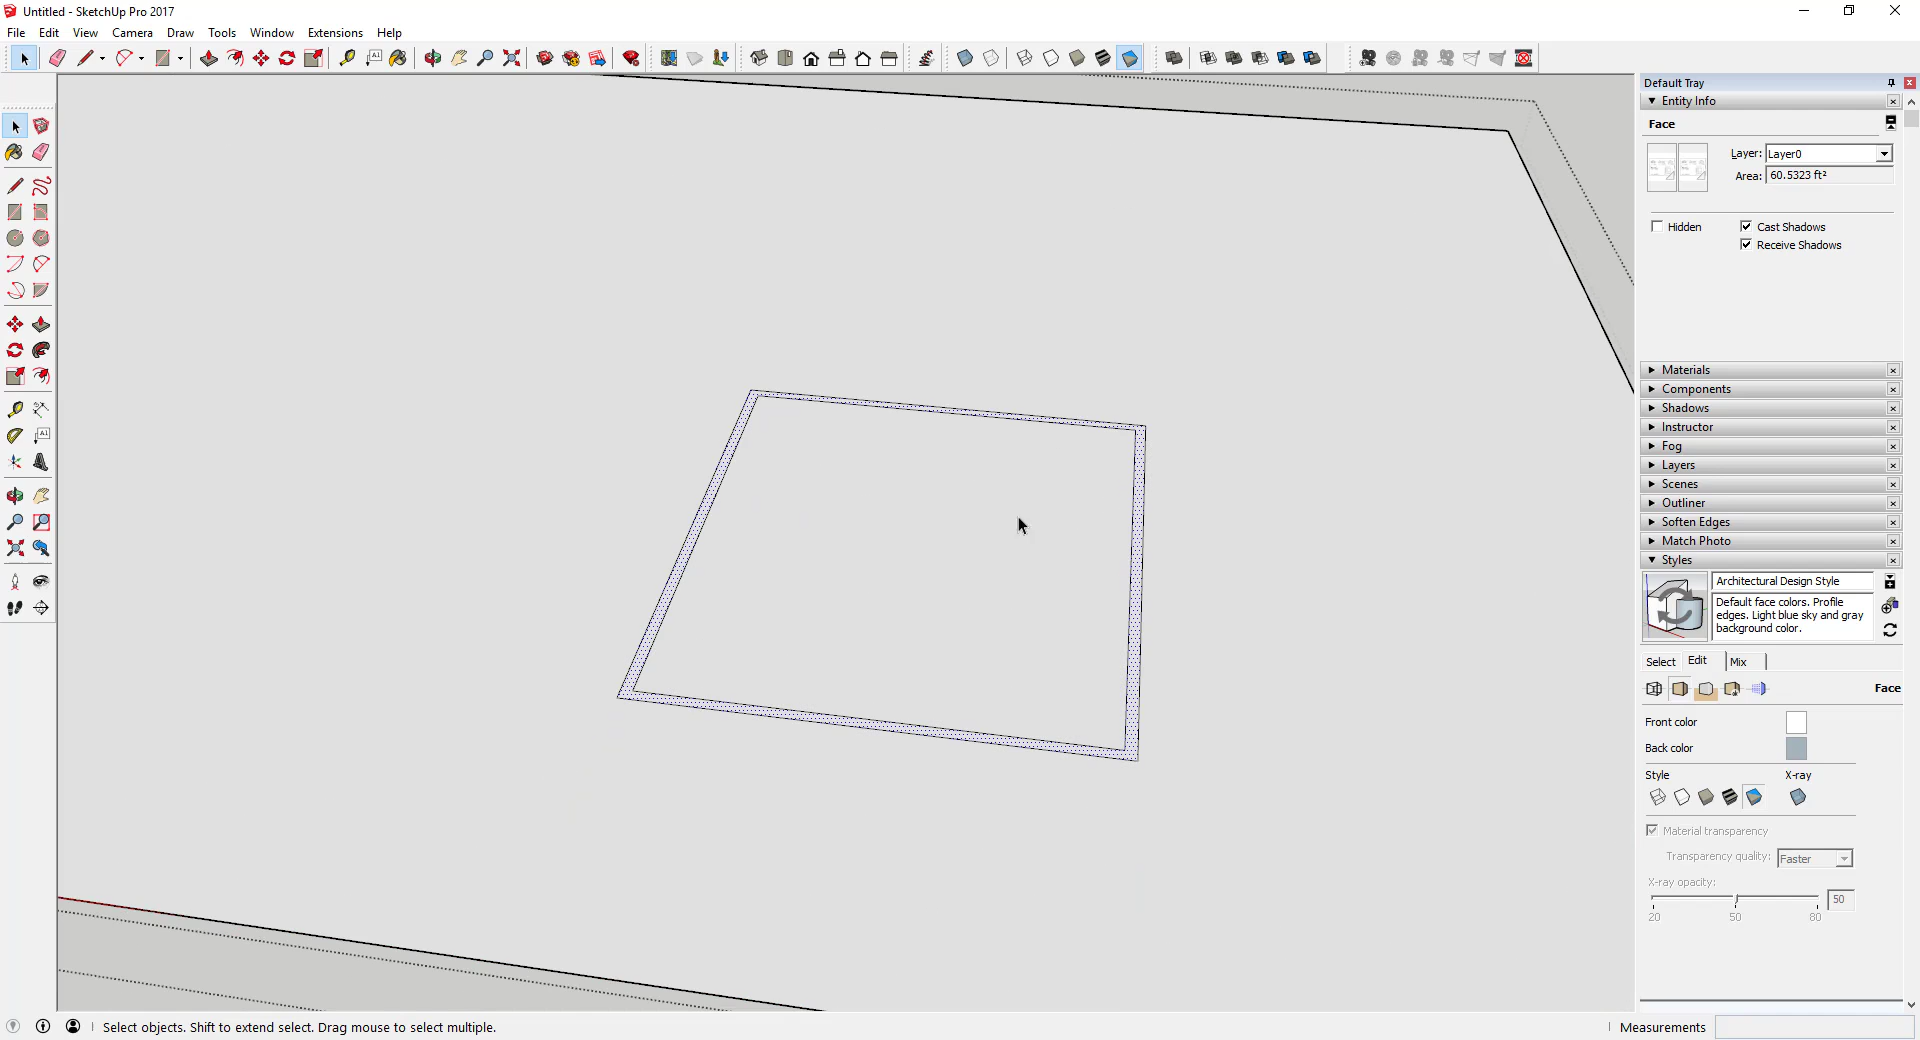 Untitled - SketchUp Pro 2017
File Edit View Camera Draw Tools Window Extensions Help
Default Tray
Entity Info
Face
Layer: Layer0
Area: 60.5323 ft²
Hidden Cast Shadows
Receive Shadows
Materials
Components
Shadows
Instructor
Fog
Layers
Scenes
Outliner
Soften Edges
Match Photo
Styles
Architectural Design Style
Default face colors. Profile
edges. Light blue sky and gray
background color.
Select Edit Mix
Face
Front color
Back color
Style X-ray
Material transparency
Transparency quality: Faster
X-ray opacity:
50
20 50 80
Select objects. Shift to extend select. Drag mouse to select multiple.
Measurements